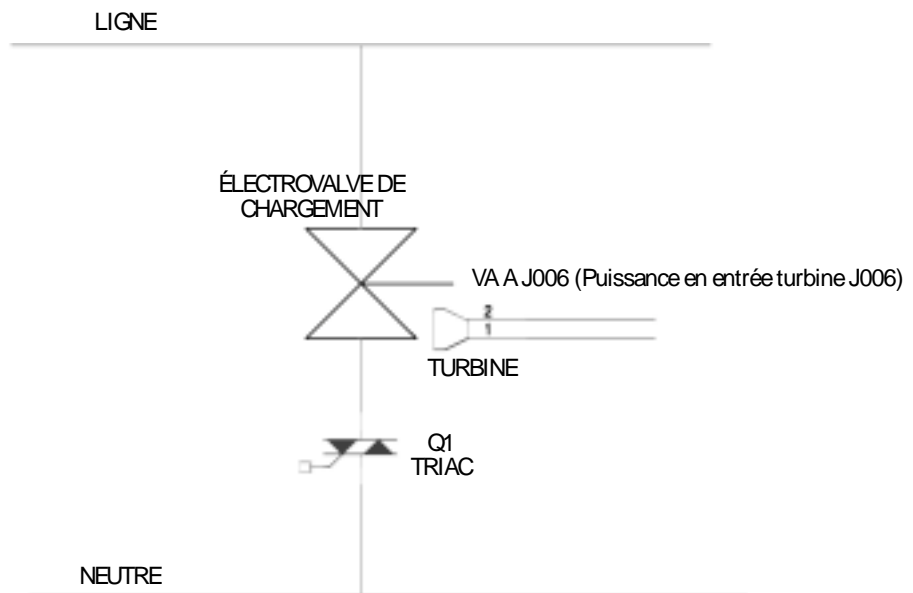 LIGNE
ÉLECTROVALVE DE
CHARGEMENT
VA A J006 (Puissance en entrée turbine J006)
2
1
TURBINE
Q1
TRIAC
NEUTRE